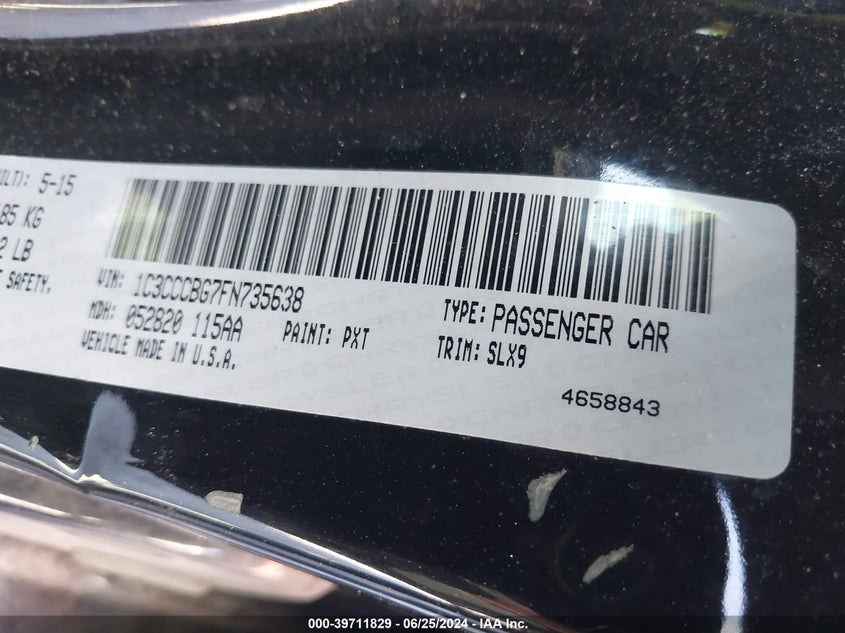 ILT): 5-15
85 KG
2 LB
SAFETY.
VIN: 1C3CCCBG7FN735638
TYPE: PASSENGER CAR
MDH: 052820 115AA
PAINT: PXT
TRIM: SLX9
VEHICLE MADE IN U.S.A.
4658843
000-39711829 - 06/25/2024 - IAA Inc.